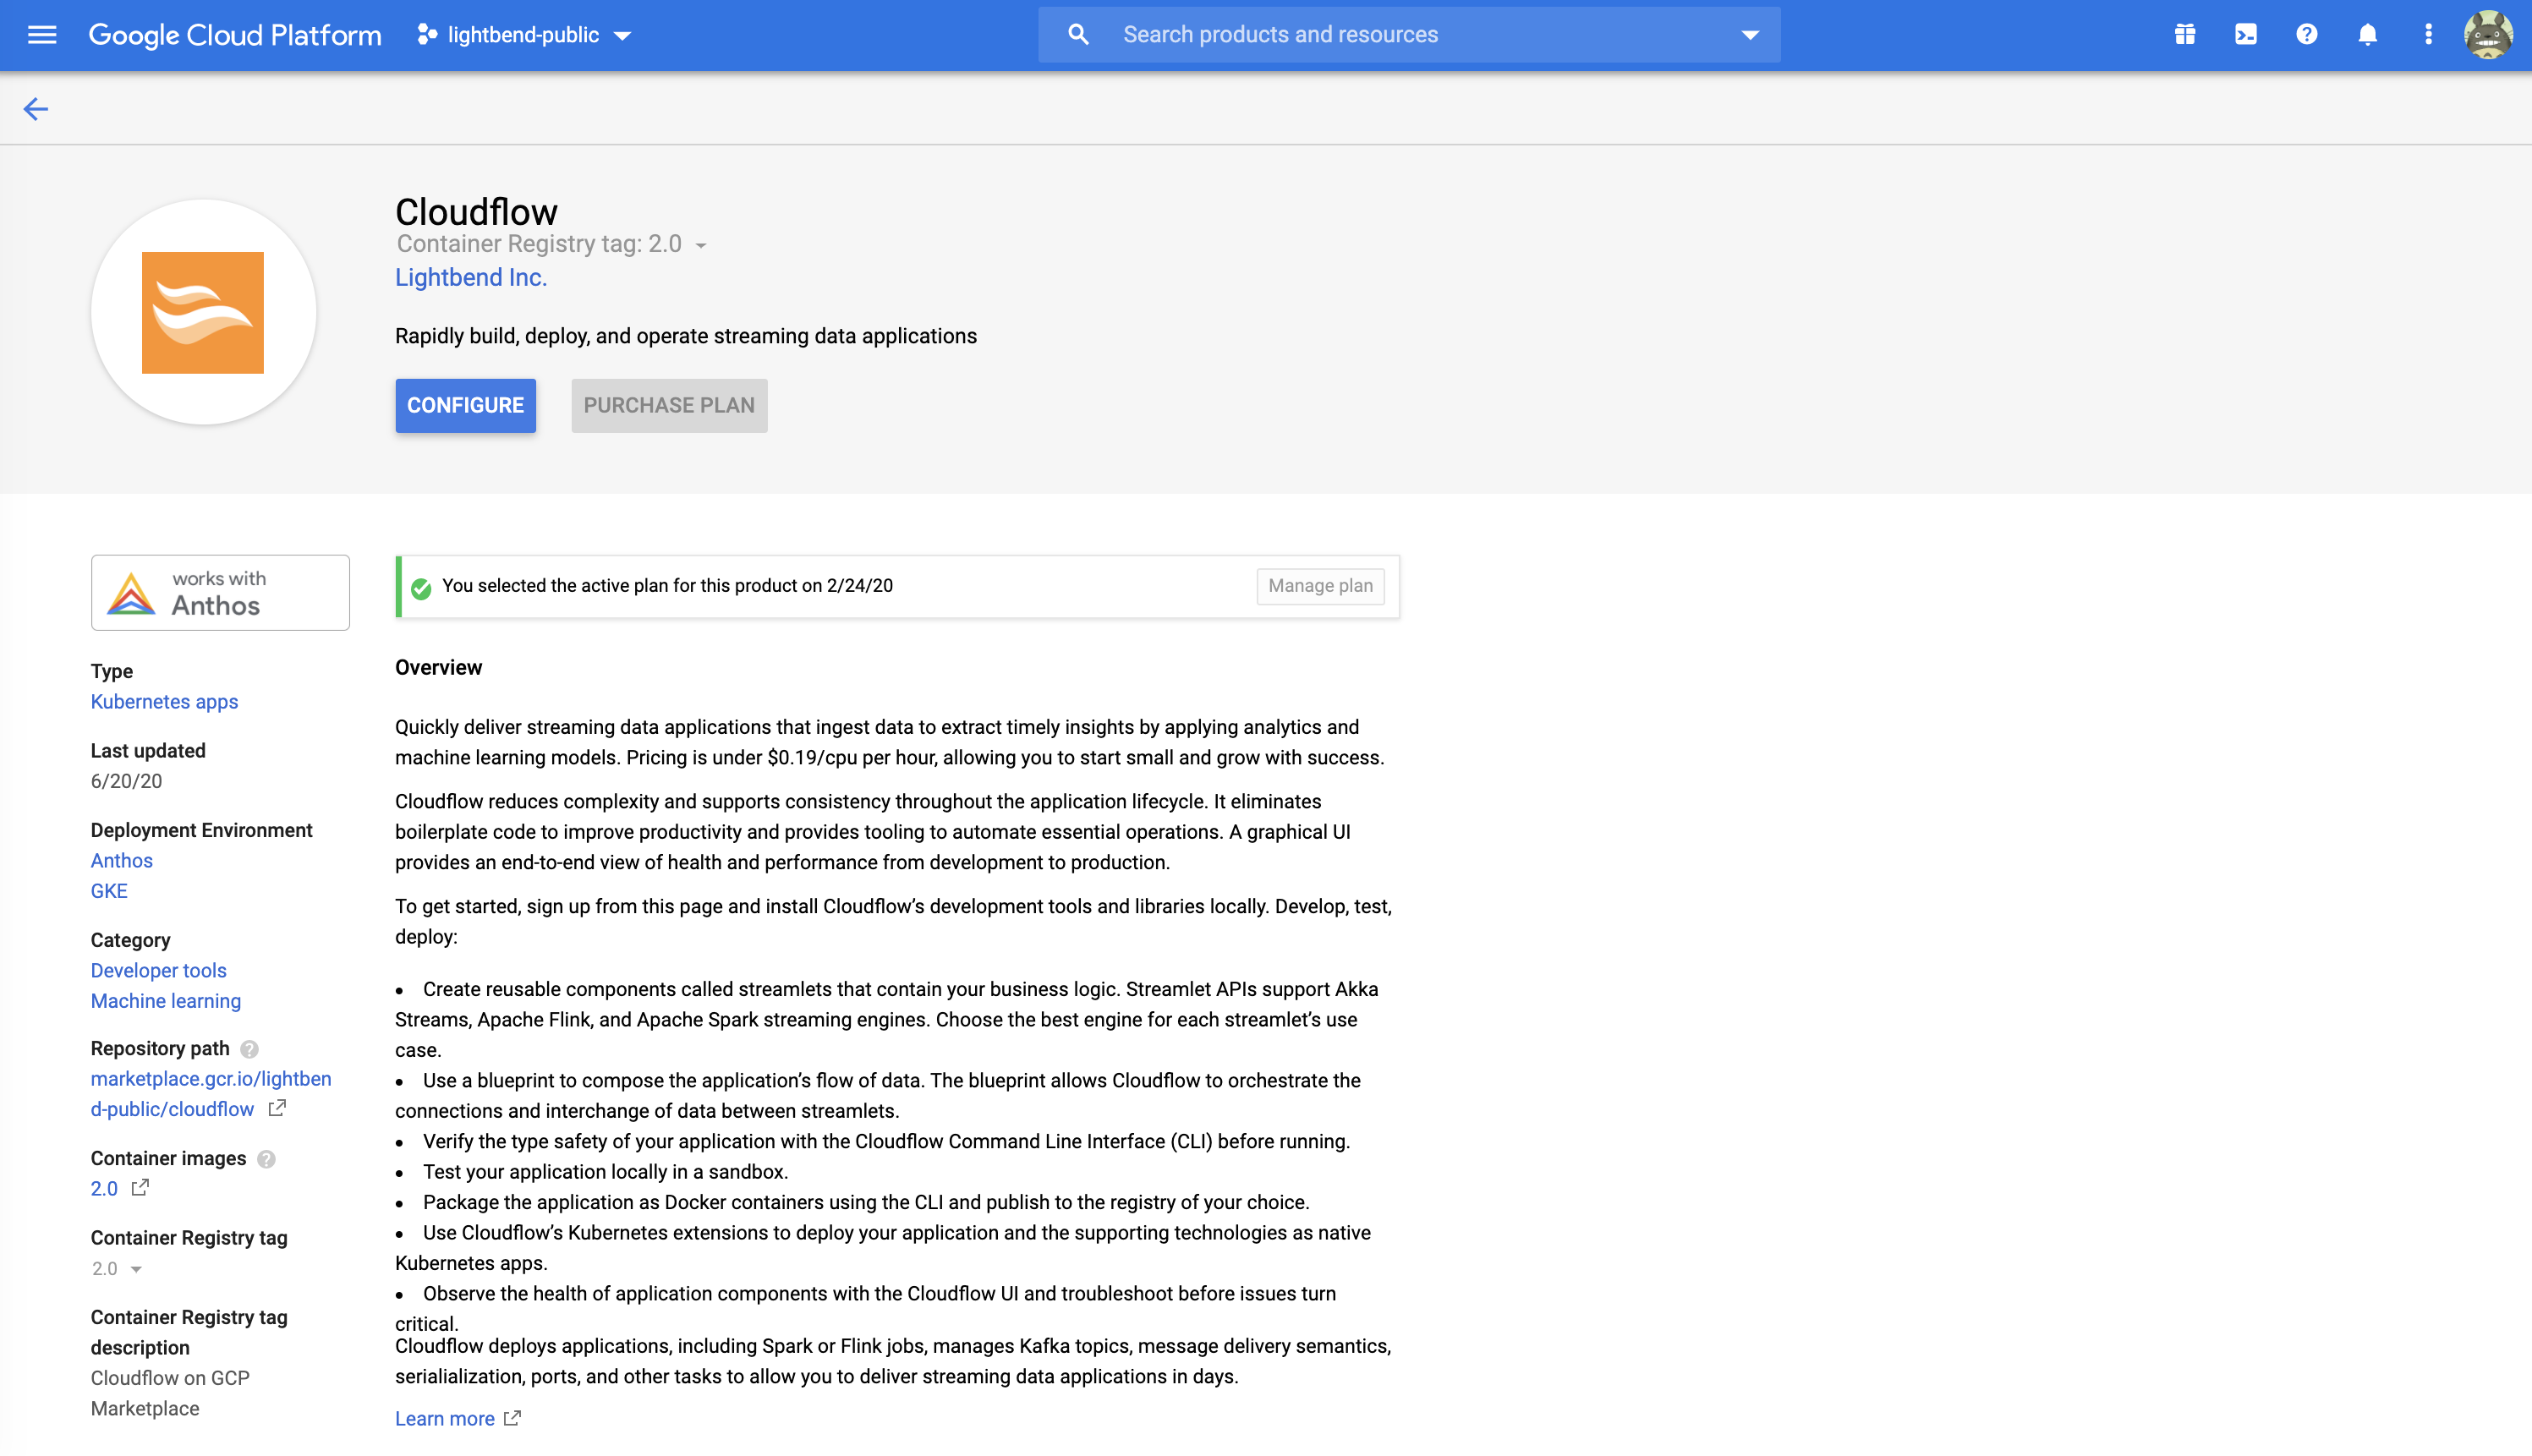 Google Cloud Platform
lightbend-public
Search products and resources
Cloudflow
Container Registry tag: 2.0
Lightbend Inc.
Rapidly build, deploy, and operate streaming data applications
CONFIGURE
PURCHASE PLAN
works with
Anthos
Type
Kubernetes apps
Last updated
6/20/20
Deployment Environment
Anthos
GKE
Category
Developer tools
Machine learning
Repository path
marketplace.gcr.io/lightben
d-public/cloudflow
Container images
2.0
Container Registry tag
2.0
Container Registry tag
description
Cloudflow on GCP
Marketplace
You selected the active plan for this product on 2/24/20
Manage plan
Overview
Quickly deliver streaming data applications that ingest data to extract timely insights by applying analytics and
machine learning models. Pricing is under $0.19/cpu per hour, allowing you to start small and grow with success.
Cloudflow reduces complexity and supports consistency throughout the application lifecycle. It eliminates
boilerplate code to improve productivity and provides tooling to automate essential operations. A graphical UI
provides an end-to-end view of health and performance from development to production.
To get started, sign up from this page and install Cloudflow’s development tools and libraries locally. Develop, test,
deploy:
• Create reusable components called streamlets that contain your business logic. Streamlet APIs support Akka
Streams, Apache Flink, and Apache Spark streaming engines. Choose the best engine for each streamlet’s use
case.
• Use a blueprint to compose the application’s flow of data. The blueprint allows Cloudflow to orchestrate the
connections and interchange of data between streamlets.
• Verify the type safety of your application with the Cloudflow Command Line Interface (CLI) before running.
• Test your application locally in a sandbox.
• Package the application as Docker containers using the CLI and publish to the registry of your choice.
• Use Cloudflow’s Kubernetes extensions to deploy your application and the supporting technologies as native
Kubernetes apps.
• Observe the health of application components with the Cloudflow UI and troubleshoot before issues turn
critical.
Cloudflow deploys applications, including Spark or Flink jobs, manages Kafka topics, message delivery semantics,
serialialization, ports, and other tasks to allow you to deliver streaming data applications in days.
Learn more